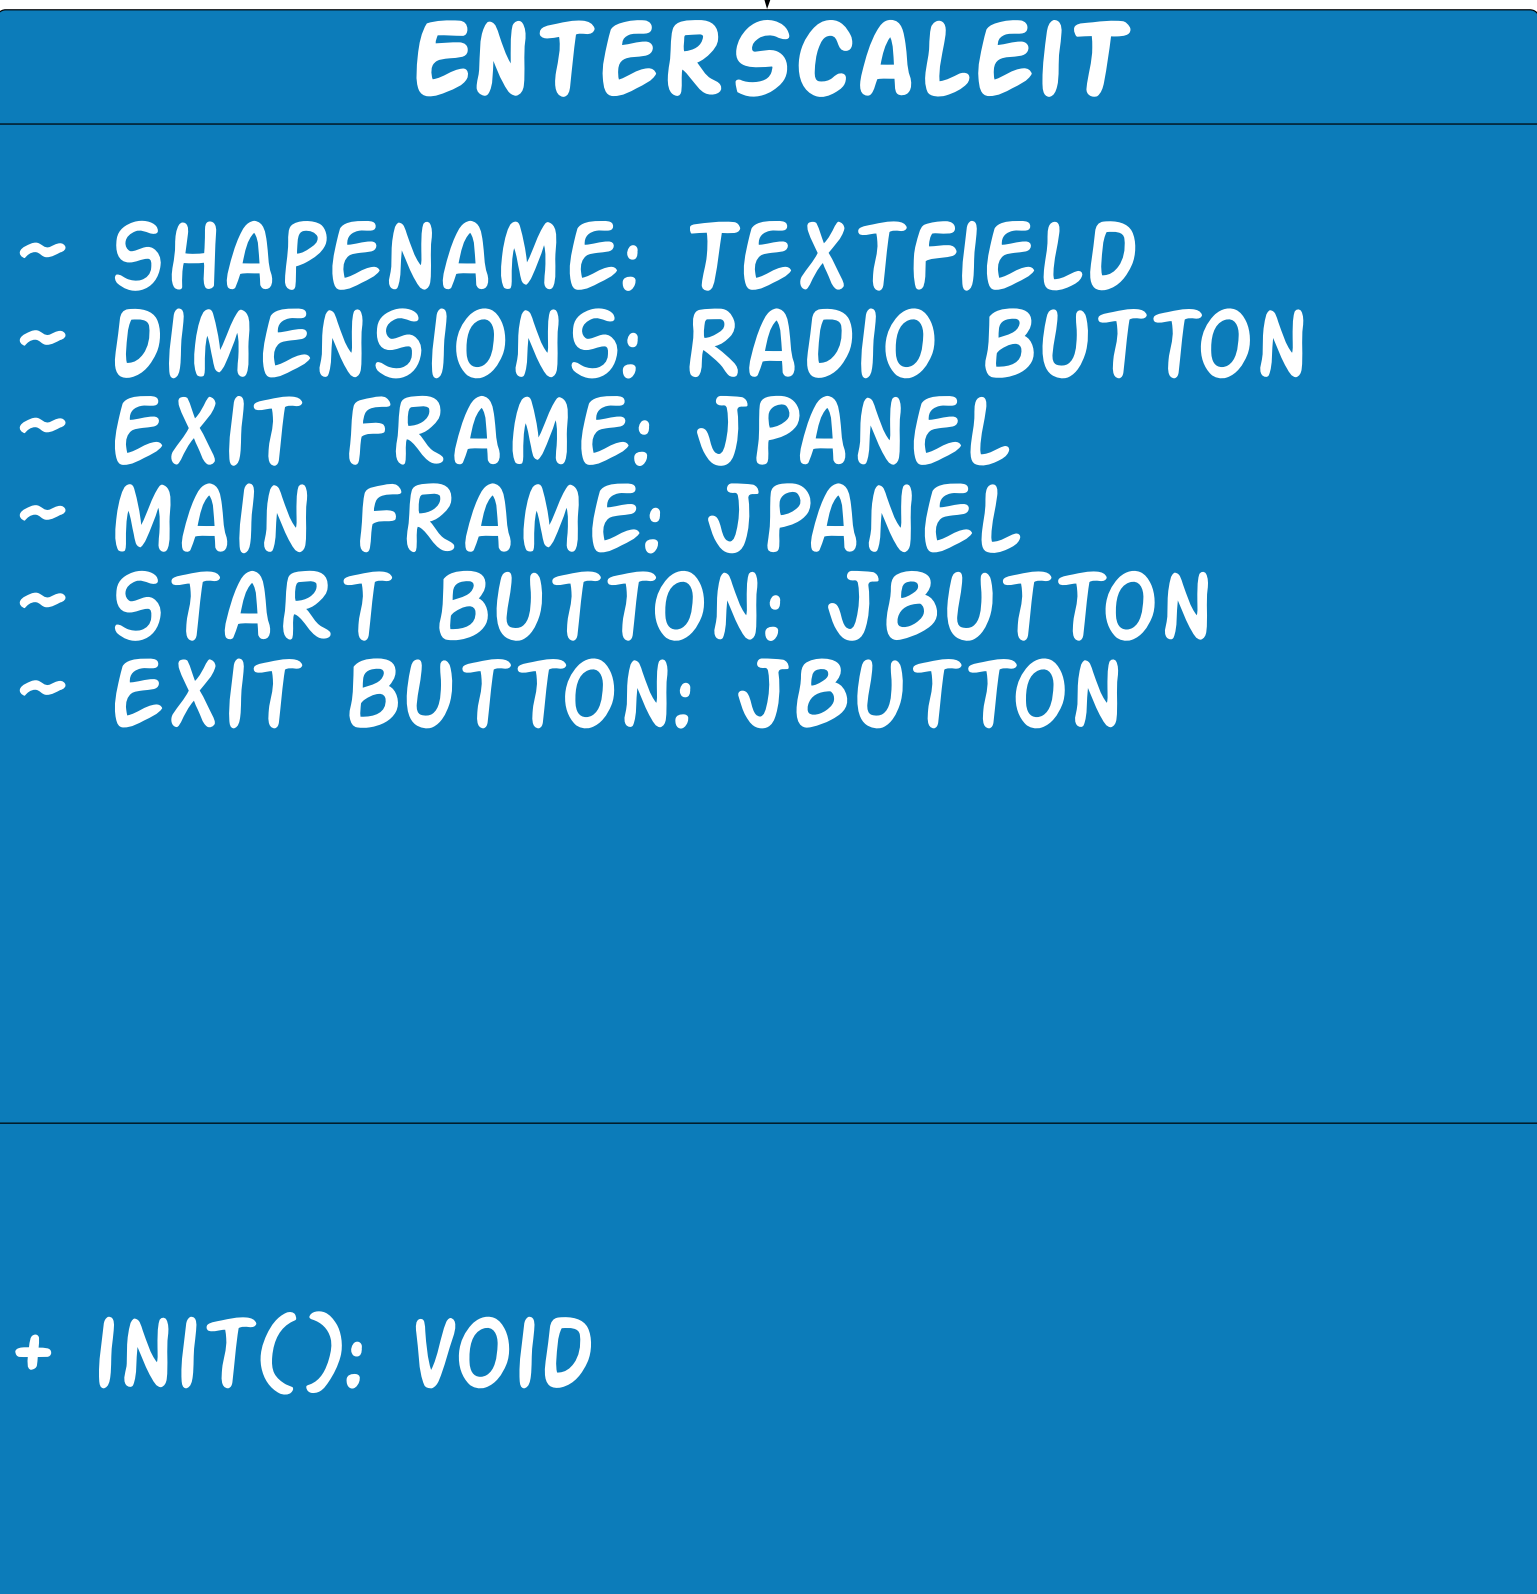 ENTERSCALEIT
~ SHAPENAME: TEXTFIELD
~ DIMENSIONS: RADIO BUTTON
~ EXIT FRAME: JPANEL
~ MAIN FRAME: JPANEL
~ START BUTTON: JBUTTON
~ EXIT BUTTON: JBUTTON
+ INIT(): VOID